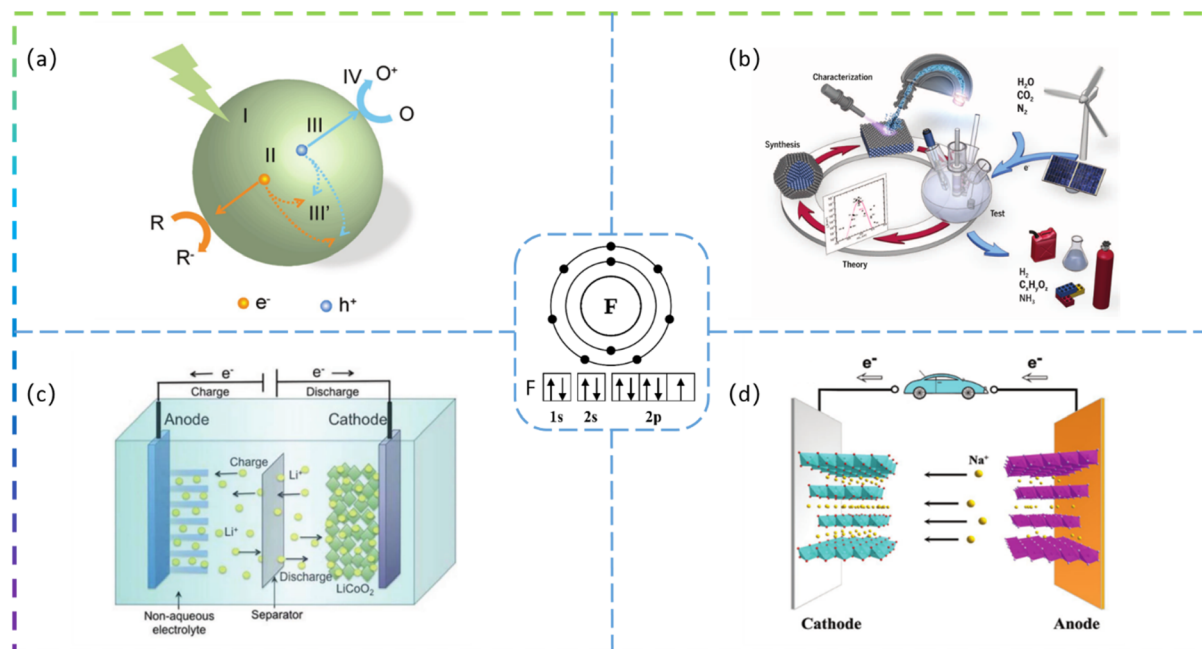 (a)
I
II
III
IV
O⁺
O
III'
R
R⁻
e⁻
h⁺
(b)
Characterization
H₂O
CO₂
N₂
Synthesis
e⁻
Test
Theory
H₂
CₓHᵧO₂
NH₃
F
F
1s 2s 2p
(c)
e⁻ e⁻
Charge Discharge
Anode Cathode
Charge
Li⁺
Li⁺
Discharge
LiCoO₂
Non-aqueous
electrolyte
Separator
(d)
e⁻ e⁻
Na⁺
Cathode Anode